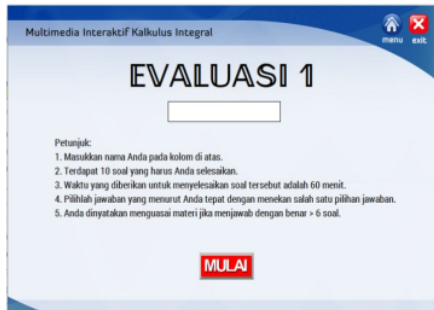 Multimedia Interaktif Kalkulus Integral
menu exit
EVALUASI 1
Petunjuk:
1. Masukkan nama Anda pada kolom di atas.
2. Terdapat 10 soal yang harus Anda selesaikan.
3. Waktu yang diberikan untuk menyelesaikan soal tersebut adalah 60 menit.
4. Pilihlah jawaban yang menurut Anda tepat dengan menekan salah satu pilihan jawaban.
5. Anda dinyatakan menguasai materi jika menjawab dengan benar > 6 soal.
MULAI